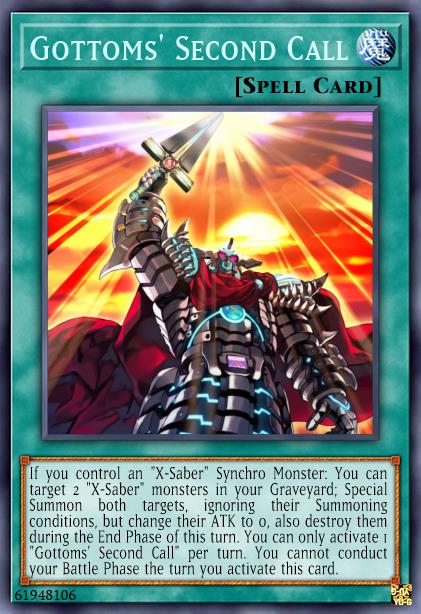 Gottoms' Second Call
[Spell Card]
If you control an "X-Saber" Synchro Monster: You can
target 2 "X-Saber" monsters in your Graveyard; Special
Summon both targets, ignoring their Summoning
conditions, but change their ATK to 0, also destroy them
during the End Phase of this turn. You can only activate 1
"Gottoms' Second Call" per turn. You cannot conduct
your Battle Phase the turn you activate this card.
61948106